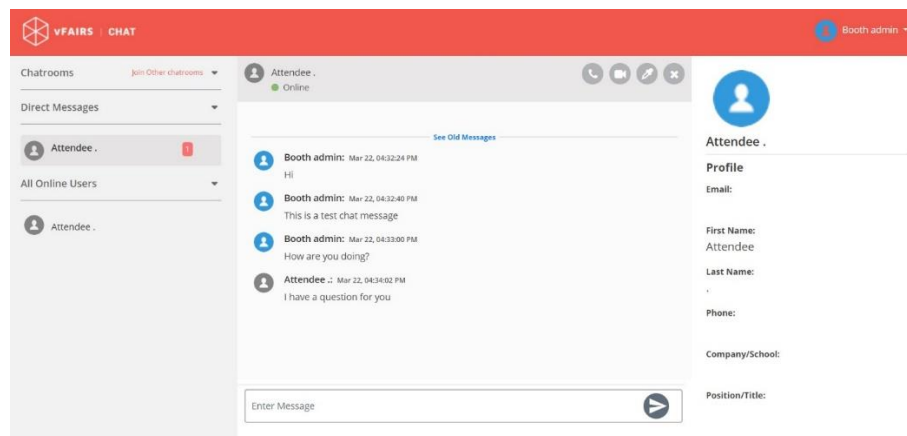 vFAIRS | CHAT
Booth admin
Chatrooms
Join Other chatrooms
Direct Messages
Attendee .
1
All Online Users
Attendee .
Attendee .
Online
See Old Messages
Booth admin: Mar 22, 04:32:24 PM
Hi
Booth admin: Mar 22, 04:32:40 PM
This is a test chat message
Booth admin: Mar 22, 04:33:00 PM
How are you doing?
Attendee .: Mar 22, 04:34:02 PM
I have a question for you
Enter Message
Attendee .
Profile
Email:
First Name:
Attendee
Last Name:
.
Phone:
Company/School:
Position/Title: